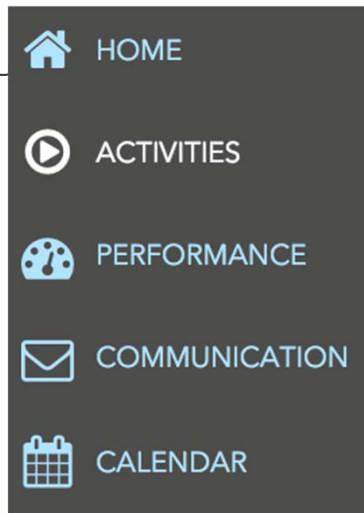 HOME
ACTIVITIES
PERFORMANCE
COMMUNICATION
CALENDAR